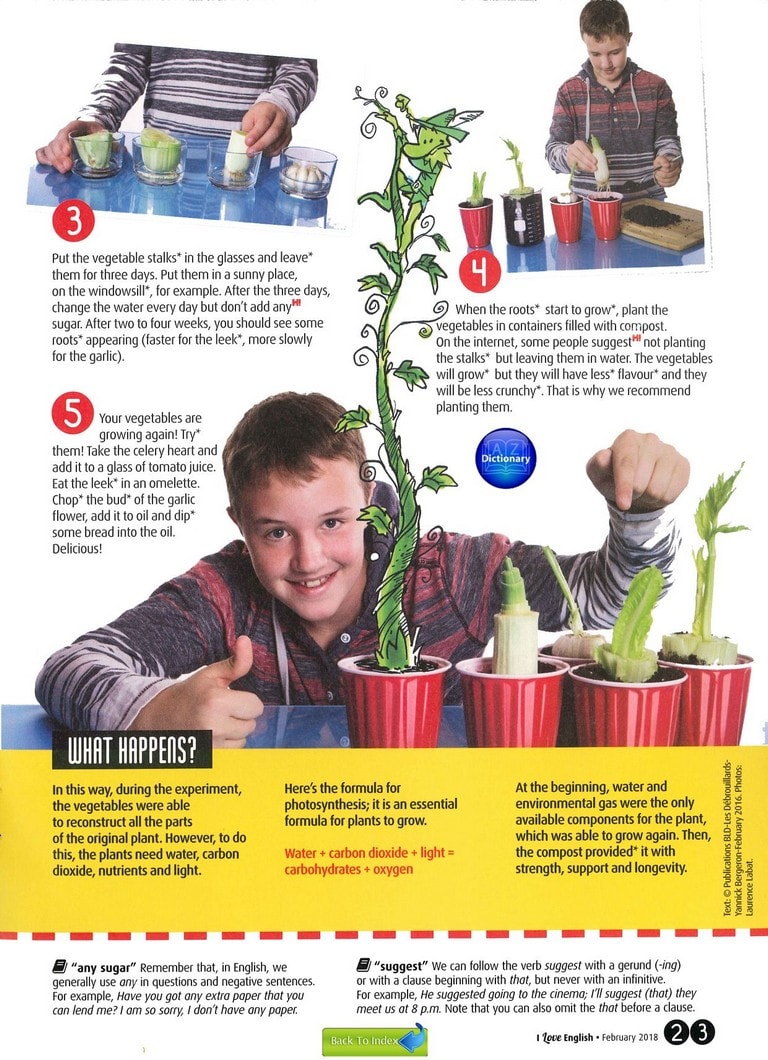 3
Put the vegetable stalks* in the glasses and leave*
them for three days. Put them in a sunny place,
on the windowsill*, for example. After the three days,
change the water every day but don't add any H!
sugar. After two to four weeks, you should see some
roots* appearing (faster for the leek*, more slowly
for the garlic).
4
When the roots* start to grow*, plant the
vegetables in containers filled with compost.
On the internet, some people suggest H! not planting
the stalks* but leaving them in water. The vegetables
will grow* but they will have less* flavour* and they
will be less crunchy*. That is why we recommend
planting them.
5
Your vegetables are
growing again! Try*
them! Take the celery heart and
add it to a glass of tomato juice.
Eat the leek* in an omelette.
Chop* the bud* of the garlic
flower, add it to oil and dip*
some bread into the oil.
Delicious!
A Z
Dictionary
WHAT HAPPENS?
In this way, during the experiment,
the vegetables were able
to reconstruct all the parts
of the original plant. However, to do
this, the plants need water, carbon
dioxide, nutrients and light.
Here's the formula for
photosynthesis; it is an essential
formula for plants to grow.
Water + carbon dioxide + light =
carbohydrates + oxygen
At the beginning, water and
environmental gas were the only
available components for the plant,
which was able to grow again. Then,
the compost provided* it with
strength, support and longevity.
Text: © Publications BLD-Les Débrouillards-
Yannick Bergeron-February 2016. Photos:
Laurence Labat.
"any sugar" Remember that, in English, we
generally use any in questions and negative sentences.
For example, Have you got any extra paper that you
can lend me? I am so sorry, I don't have any paper.
"suggest" We can follow the verb suggest with a gerund (-ing)
or with a clause beginning with that, but never with an infinitive.
For example, He suggested going to the cinema; I'll suggest (that) they
meet us at 8 p.m. Note that you can also omit the that before a clause.
Back To Index
I Love English • February 2018 23